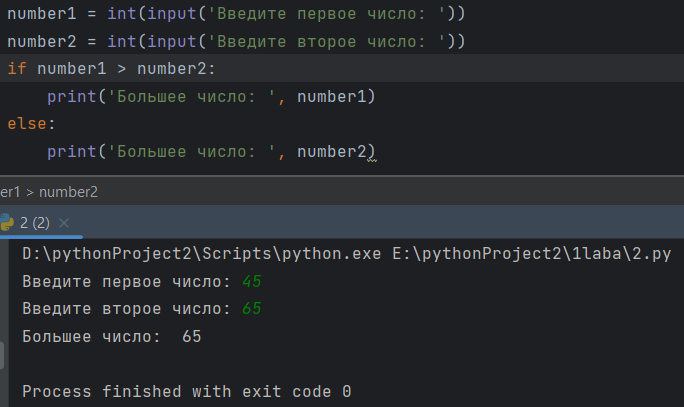 number1 = int(input('Введите первое число: '))
number2 = int(input('Введите второе число: '))
if number1 > number2:
    print('Большее число: ', number1)
else:
    print('Большее число: ', number2)
er1 > number2
2 (2) ×
D:\pythonProject2\Scripts\python.exe E:\pythonProject2\1laba\2.py
Введите первое число: 45
Введите второе число: 65
Большее число:  65
Process finished with exit code 0